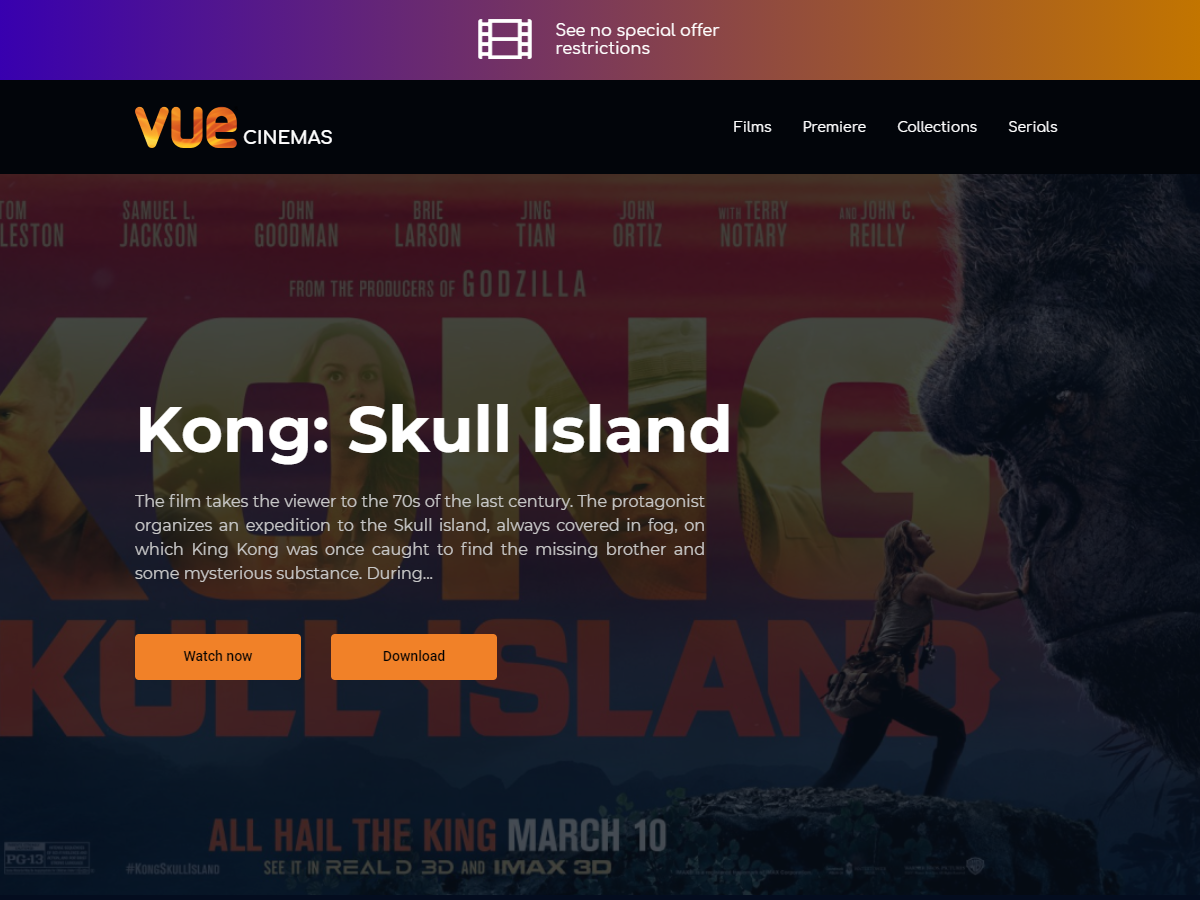 See no special offer
restrictions
vue CINEMAS
Films Premiere Collections Serials
TOM SAMUEL L. JOHN BRIE JING JOHN WITH TERRY AND JOHN C.
LESTON JACKSON GOODMAN LARSON TIAN ORTIZ NOTARY REILLY
FROM THE PRODUCERS OF GODZILLA
KONG
Kong: Skull Island
The film takes the viewer to the 70s of the last century. The protagonist
organizes an expedition to the Skull island, always covered in fog, on
which King Kong was once caught to find the missing brother and
some mysterious substance. During...
SKULL ISLAND
Watch now Download
ALL HAIL THE KING MARCH 10
PG-13 #KONGSKULLISLAND SEE IT IN REAL D 3D AND IMAX 3D